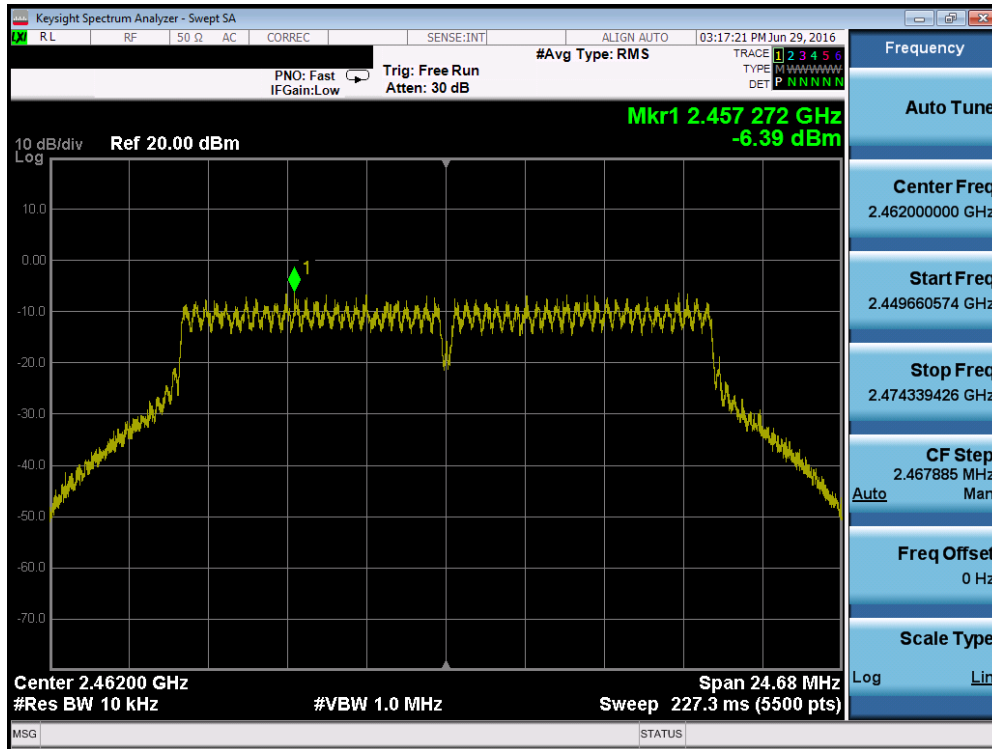 Keysight Spectrum Analyzer - Swept SA
LXI RL RF 50 Ω AC CORREC SENSE:INT ALIGN AUTO 03:17:21 PM Jun 29, 2016
#Avg Type: RMS
PNO: Fast
IFGain:Low
Trig: Free Run
Atten: 30 dB
TRACE 1 2 3 4 5 6
TYPE M WWWWW
DET P N N N N N
Mkr1 2.457 272 GHz
-6.39 dBm
10 dB/div
Log
Ref 20.00 dBm
10.0
0.00
-10.0
-20.0
-30.0
-40.0
-50.0
-60.0
-70.0
1
Center 2.46200 GHz
#Res BW 10 kHz
#VBW 1.0 MHz
Span 24.68 MHz
Sweep 227.3 ms (5500 pts)
MSG
STATUS
Frequency
Auto Tune
Center Freq
2.462000000 GHz
Start Freq
2.449660574 GHz
Stop Freq
2.474339426 GHz
CF Step
2.467885 MHz
Auto Man
Freq Offset
0 Hz
Scale Type
Log Lin